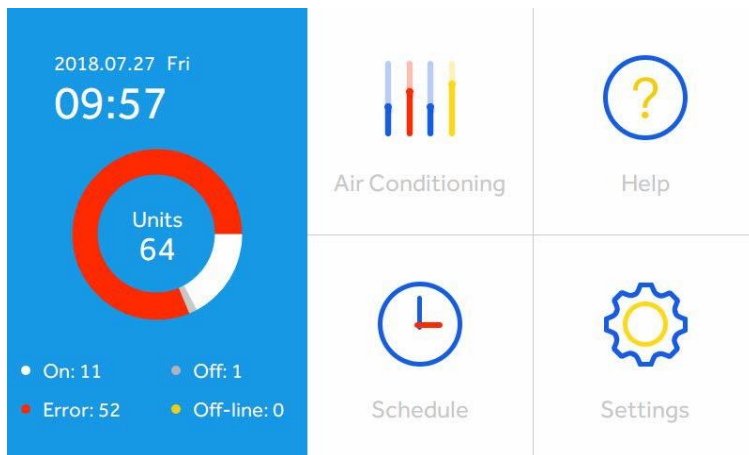 2018.07.27 Fri
09:57
Units
64
On: 11
Off: 1
Error: 52
Off-line: 0
Air Conditioning
?
Help
Schedule
Settings